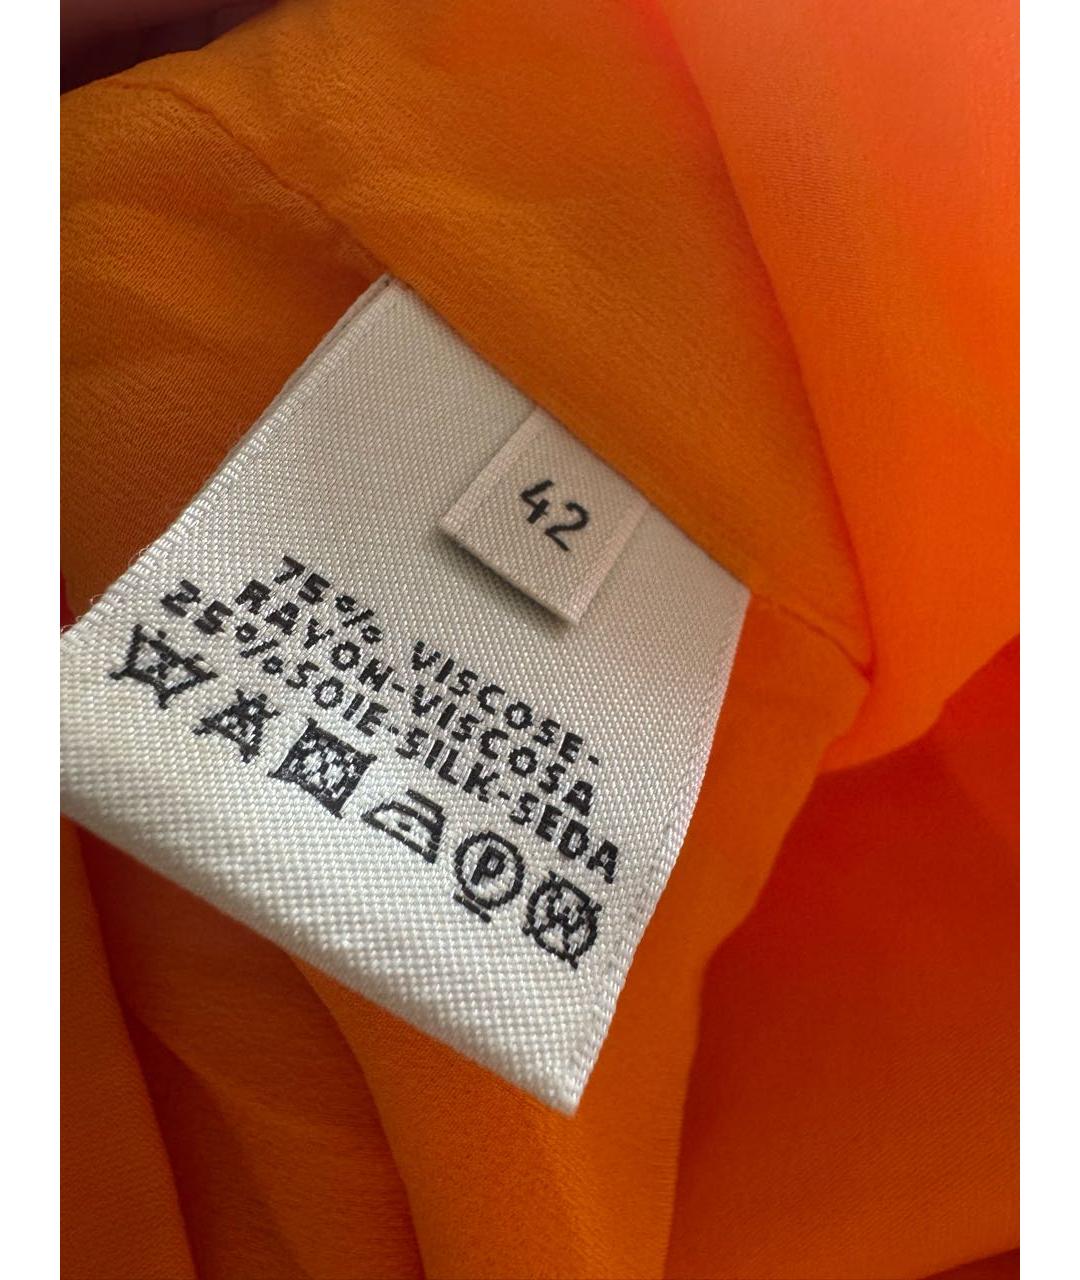 42
75% VISCOSE-
RAYON-VISCOSA
25%SOIE-SILK-SEDA
P
W